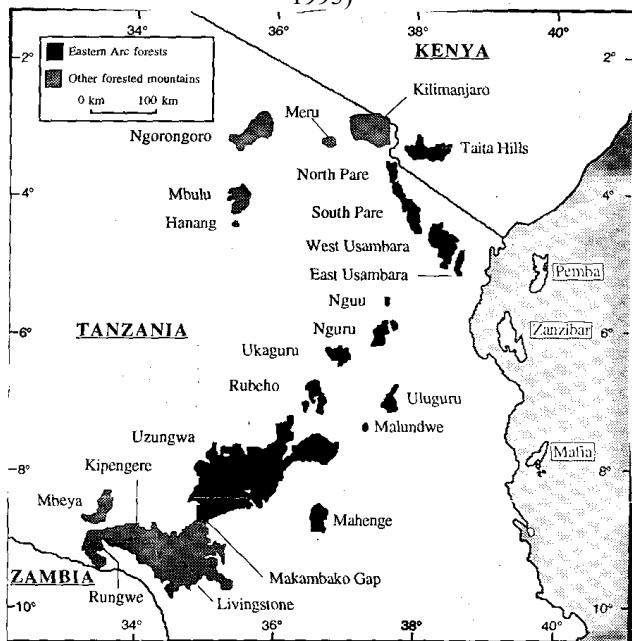 1995)
34° 36° 38° 40°
Eastern Arc forests
Other forested mountains
0 km 100 km
2°
KENYA
2°
Kilimanjaro
Meru
Ngorongoro
Taita Hills
North Pare
4°
Mbulu
4°
South Pare
Hanang
West Usambara
East Usambara
Pemba
Nguu
TANZANIA
Nguru
Zanzibar
6°
6°
Ukaguru
Rubeho
Uluguru
Malundwe
Uzungwa
Mafia
8°
Kipengere
8°
Mbeya
Mahenge
ZAMBIA
Makambako Gap
Rungwe
Livingstone
10°
10°
34° 36° 38° 40°